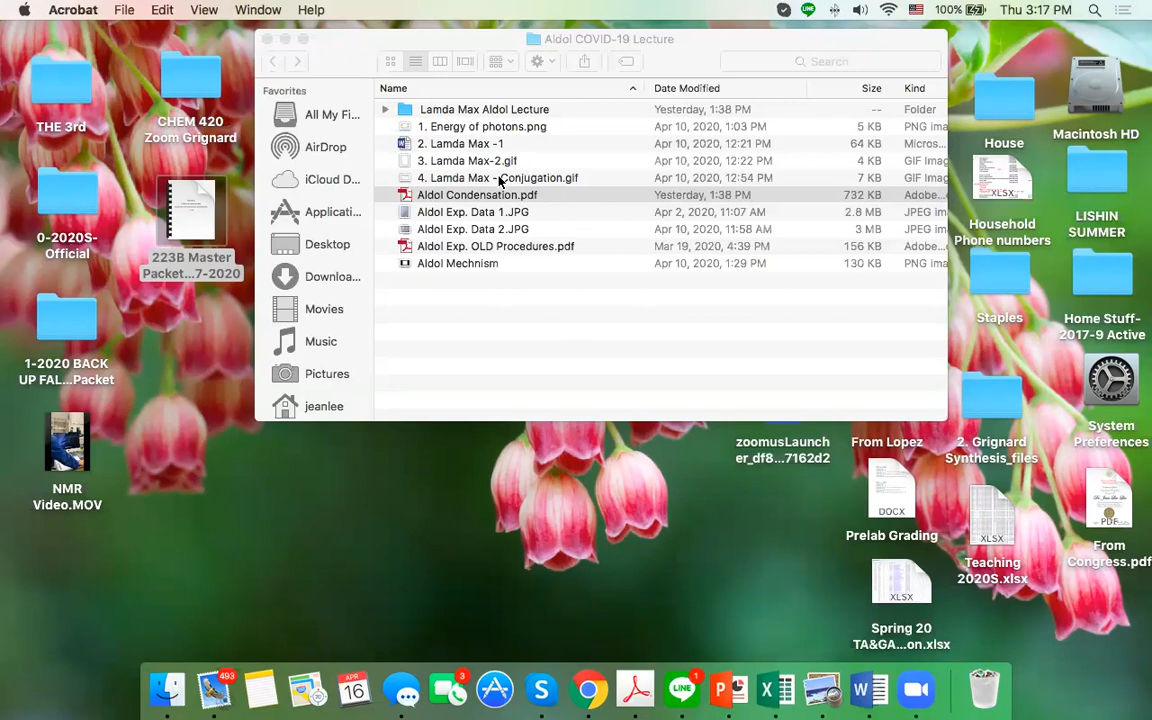 Acrobat File Edit View Window Help 100% Thu 3:17 PM
Aldol COVID-19 Lecture
Search
Favorites
All My Fi...
AirDrop
iCloud D...
Applicati...
Desktop
Downloa...
Movies
Music
Pictures
jeanlee
Name Date Modified Size Kind
Lamda Max Aldol Lecture Yesterday, 1:38 PM -- Folder
1. Energy of photons.png Apr 10, 2020, 1:03 PM 5 KB PNG ima
2. Lamda Max -1 Apr 10, 2020, 12:21 PM 64 KB Micros...
3. Lamda Max-2.gif Apr 10, 2020, 12:22 PM 4 KB GIF Imag
4. Lamda Max - Conjugation.gif Apr 10, 2020, 12:54 PM 7 KB GIF Imag
Aldol Condensation.pdf Yesterday, 1:38 PM 732 KB Adobe...
Aldol Exp. Data 1.JPG Apr 2, 2020, 11:07 AM 2.8 MB JPEG im
Aldol Exp. Data 2.JPG Apr 10, 2020, 11:58 AM 3 MB JPEG im
Aldol Exp. OLD Procedures.pdf Mar 19, 2020, 4:39 PM 156 KB Adobe...
Aldol Mechnism Apr 10, 2020, 1:29 PM 130 KB PNG ima
THE 3rd
CHEM 420
Zoom Grignard
0-2020S-
Official
223B Master
Packet...7-2020
1-2020 BACK
UP FAL...Packet
NMR
Video.MOV
House
Macintosh HD
Household
Phone numbers
LISHIN
SUMMER
Staples
Home Stuff-
2017-9 Active
zoomusLaunch
er_df8...7162d2
From Lopez
2. Grignard
Synthesis_files
System
Preferences
DOCX
Prelab Grading
XLSX
Teaching
2020S.xlsx
PDF
From
Congress.pdf
XLSX
Spring 20
TA&GA...on.xlsx
493
APR
16
3
1